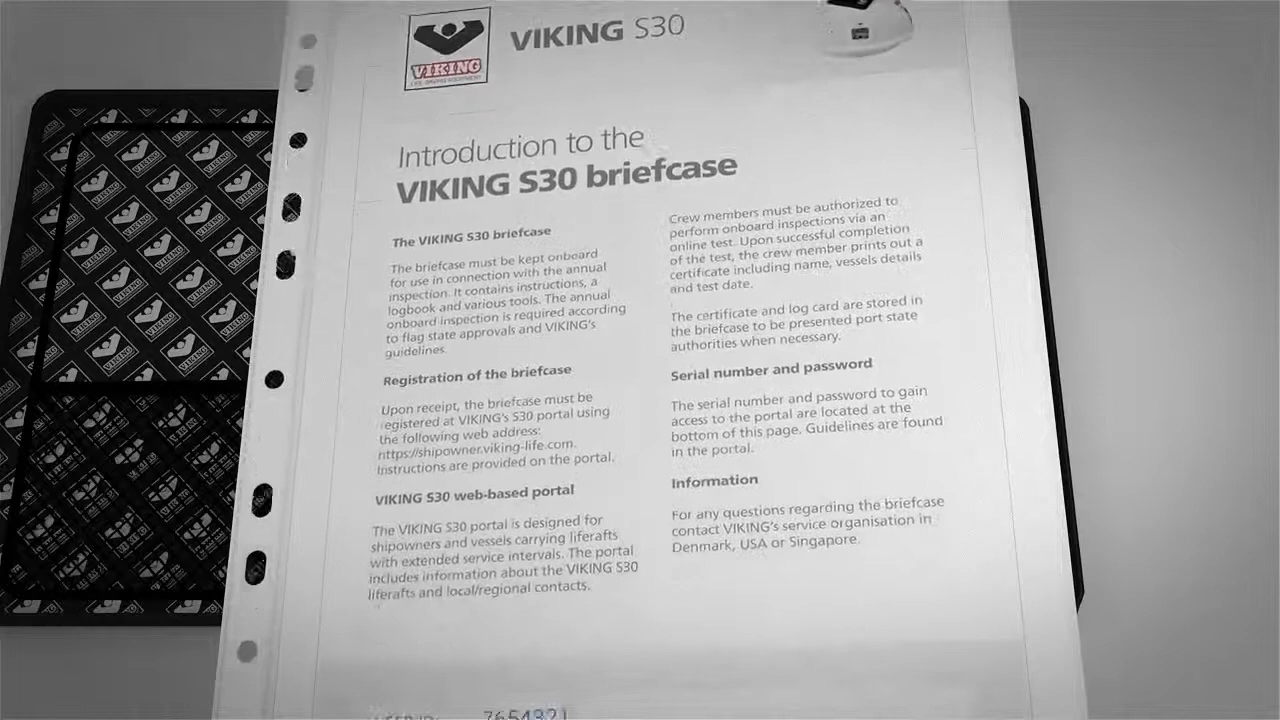 VIKING
LIFE-SAVING EQUIPMENT
VIKING S30
Introduction to the
VIKING S30 briefcase
The VIKING S30 briefcase
The briefcase must be kept onboard
for use in connection with the annual
inspection. It contains instructions, a
logbook and various tools. The annual
onboard inspection is required according
to flag state approvals and VIKING's
guidelines.
Registration of the briefcase
Upon receipt, the briefcase must be
registered at VIKING's S30 portal using
the following web address:
https://shipowner.viking-life.com.
Instructions are provided on the portal.
VIKING S30 web-based portal
The VIKING S30 portal is designed for
shipowners and vessels carrying liferafts
with extended service intervals. The portal
includes information about the VIKING S30
liferafts and local/regional contacts.
Crew members must be authorized to
perform onboard inspections via an
online test. Upon successful completion
of the test, the crew member prints out a
certificate including name, vessels details
and test date.
The certificate and log card are stored in
the briefcase to be presented port state
authorities when necessary.
Serial number and password
The serial number and password to gain
access to the portal are located at the
bottom of this page. Guidelines are found
in the portal.
Information
For any questions regarding the briefcase
contact VIKING's service organisation in
Denmark, USA or Singapore.
7654321